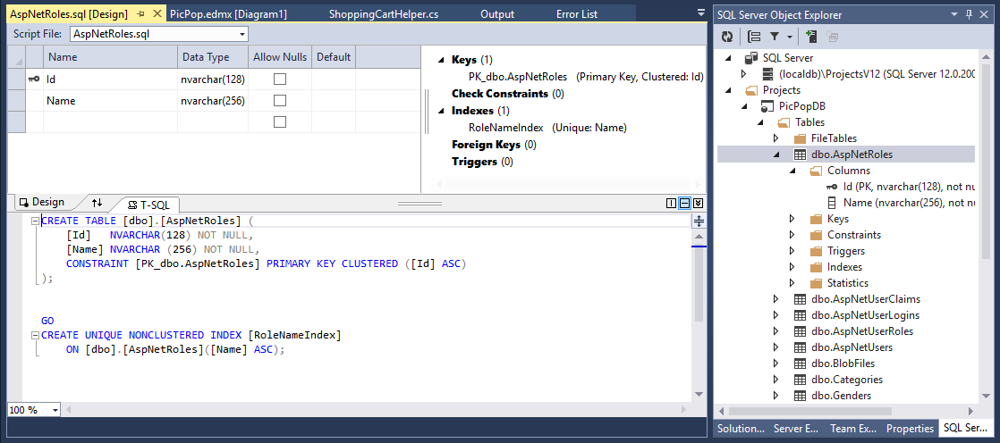 AspNetRoles.sql [Design]
PicPop.edmx [Diagram1]
ShoppingCartHelper.cs
Output
Error List
Script File: AspNetRoles.sql
Name Data Type Allow Nulls Default
Id nvarchar(128)
Name nvarchar(256)
Keys (1)
PK_dbo.AspNetRoles (Primary Key, Clustered: Id)
Check Constraints (0)
Indexes (1)
RoleNameIndex (Unique: Name)
Foreign Keys (0)
Triggers (0)
Design
T-SQL
CREATE TABLE [dbo].[AspNetRoles] (
[Id] NVARCHAR(128) NOT NULL,
[Name] NVARCHAR (256) NOT NULL,
CONSTRAINT [PK_dbo.AspNetRoles] PRIMARY KEY CLUSTERED ([Id] ASC)
);
GO
CREATE UNIQUE NONCLUSTERED INDEX [RoleNameIndex]
ON [dbo].[AspNetRoles]([Name] ASC);
100 %
SQL Server Object Explorer
SQL Server
(localdb)\ProjectsV12 (SQL Server 12.0.200
Projects
PicPopDB
Tables
FileTables
dbo.AspNetRoles
Columns
Id (PK, nvarchar(128), not nu
Name (nvarchar(256), not nu
Keys
Constraints
Triggers
Indexes
Statistics
dbo.AspNetUserClaims
dbo.AspNetUserLogins
dbo.AspNetUserRoles
dbo.AspNetUsers
dbo.BlobFiles
dbo.Categories
dbo.Genders
Solution... Server E... Team Ex... Properties SQL Ser...